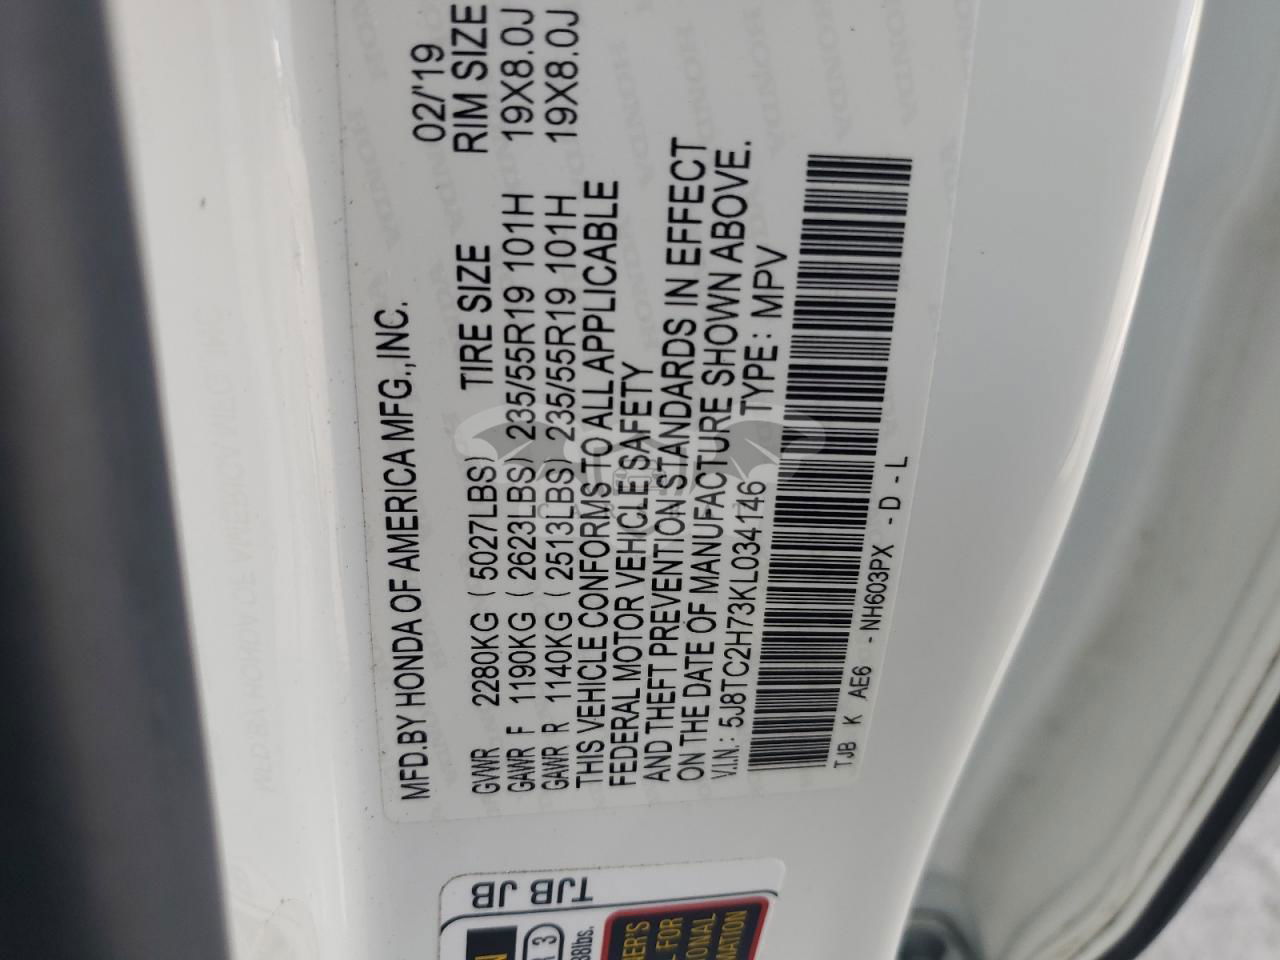 MFD.BY HONDA OF AMERICA MFG.,INC. 02/'19
GVWR 2280KG ( 5027LBS) TIRE SIZE RIM SIZE
GAWR F 1190KG ( 2623LBS) 235/55R19 101H 19X8.0J
GAWR R 1140KG ( 2513LBS) 235/55R19 101H 19X8.0J
THIS VEHICLE CONFORMS TO ALL APPLICABLE
FEDERAL MOTOR VEHICLE SAFETY
AND THEFT PREVENTION STANDARDS IN EFFECT
ON THE DATE OF MANUFACTURE SHOWN ABOVE.
V.I.N.: 5J8TC2H73KL034146 TYPE: MPV
TJB K AE6 - NH603PX - D - L
TJB
JB
3
38lbs.